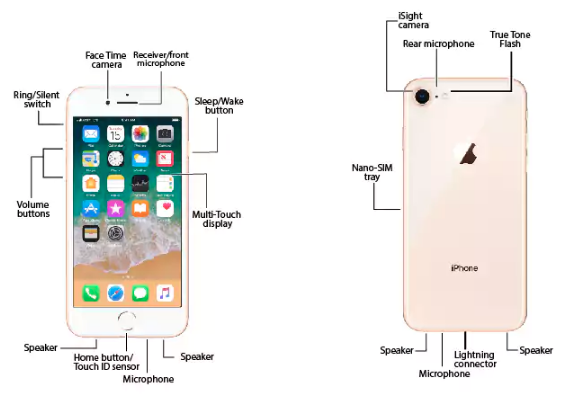 Face Time
camera
Receiver/front
microphone
Ring/Silent
switch
Sleep/Wake
button
Volume
buttons
Multi-Touch
display
Speaker
Home button/
Touch ID sensor
Microphone
Speaker
iSight
camera
Rear microphone
True Tone
Flash
Nano-SIM
tray
iPhone
Speaker
Microphone
Lightning
connector
Speaker
15